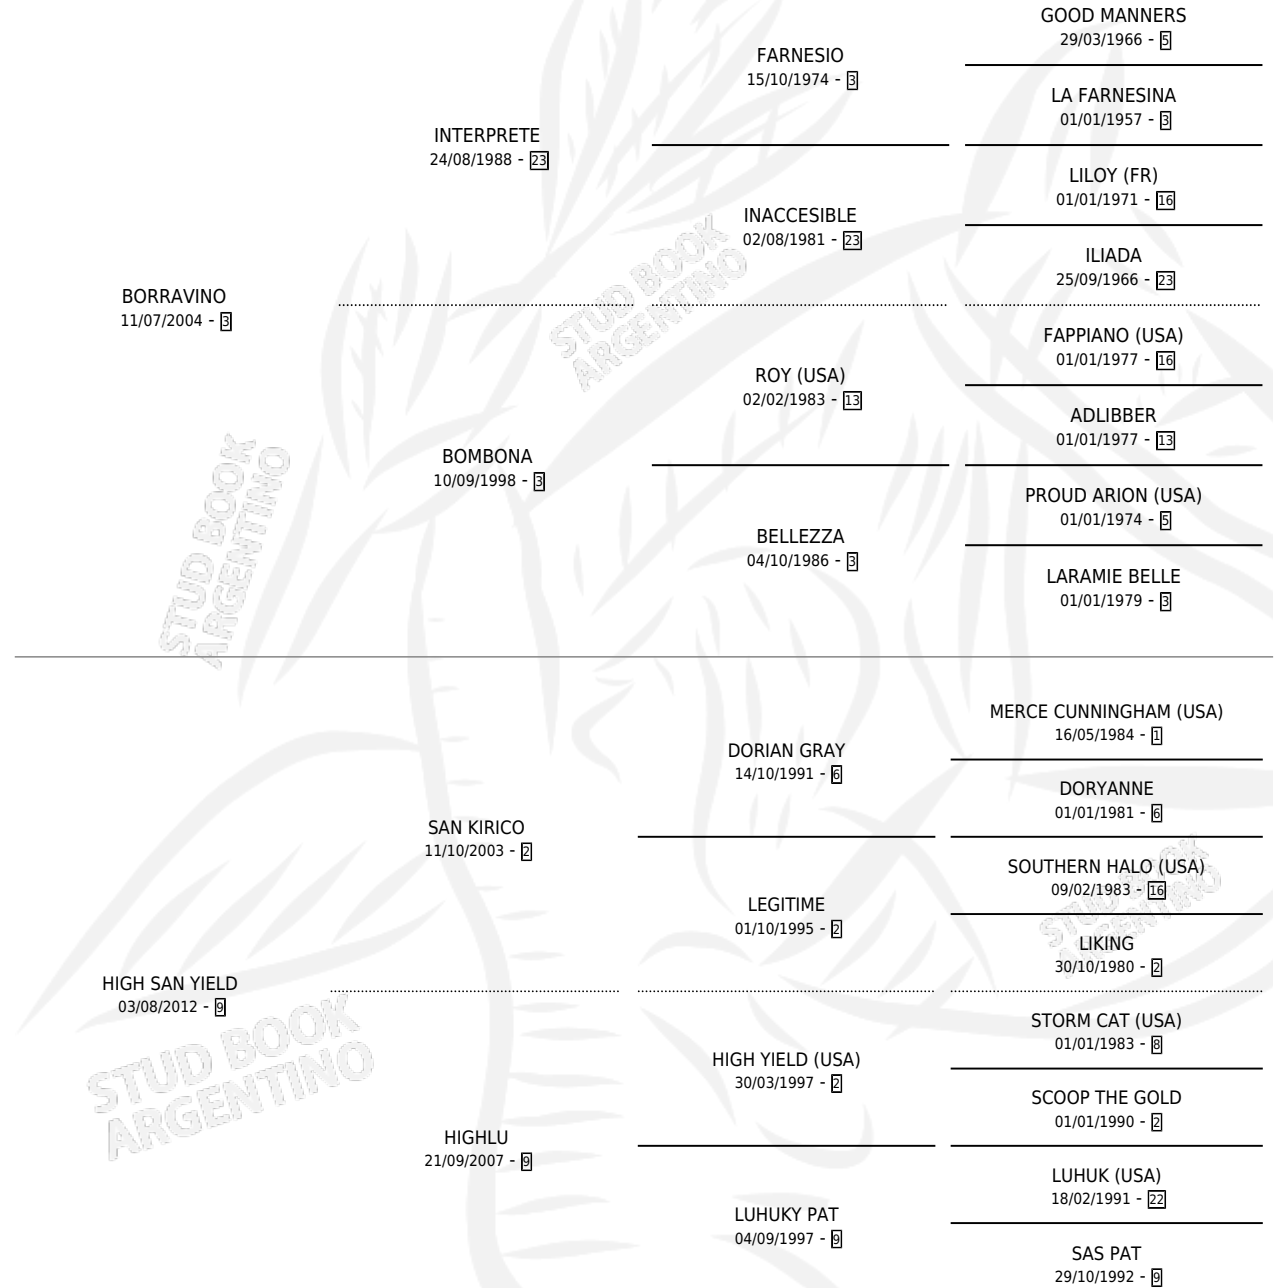 GOOD MANNERS
29/03/1966 - 5
FARNESIO
15/10/1974 - 3
LA FARNESINA
01/01/1957 - 3
INTERPRETE
24/08/1988 - 23
LILOY (FR)
01/01/1971 - 16
INACCESIBLE
02/08/1981 - 23
ILIADA
25/09/1966 - 23
BORRAVINO
11/07/2004 - 3
FAPPIANO (USA)
01/01/1977 - 16
ROY (USA)
02/02/1983 - 13
ADLIBBER
01/01/1977 - 13
BOMBONA
10/09/1998 - 3
PROUD ARION (USA)
01/01/1974 - 5
BELLEZZA
04/10/1986 - 3
LARAMIE BELLE
01/01/1979 - 3
MERCE CUNNINGHAM (USA)
16/05/1984 - 1
DORIAN GRAY
14/10/1991 - 6
DORYANNE
01/01/1981 - 6
SAN KIRICO
11/10/2003 - 2
SOUTHERN HALO (USA)
09/02/1983 - 16
LEGITIME
01/10/1995 - 2
LIKING
30/10/1980 - 2
HIGH SAN YIELD
03/08/2012 - 9
STORM CAT (USA)
01/01/1983 - 8
HIGH YIELD (USA)
30/03/1997 - 2
SCOOP THE GOLD
01/01/1990 - 2
HIGHLU
21/09/2007 - 9
LUHUK (USA)
18/02/1991 - 22
LUHUKY PAT
04/09/1997 - 9
SAS PAT
29/10/1992 - 9
STUD BOOK
ARGENTINO
STUD BOOK
ARGENTINO
STUD BOOK
ARGENTINO
STUD BOOK
ARGENTINO